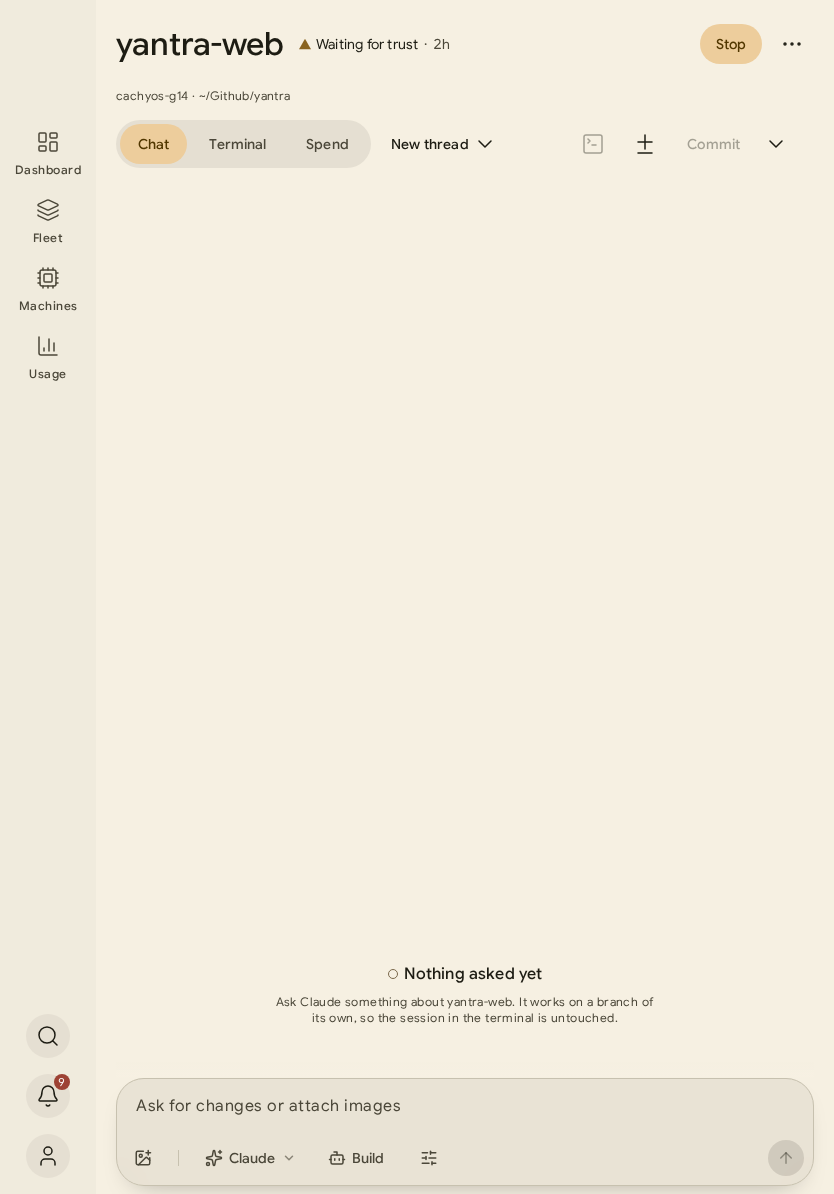 yantra-web
Waiting for trust · 2h
Stop
cachyos-g14 · ~/Github/yantra
Chat
Terminal
Spend
New thread
Commit
Dashboard
Fleet
Machines
Usage
Nothing asked yet
Ask Claude something about yantra-web. It works on a branch of
its own, so the session in the terminal is untouched.
9
Ask for changes or attach images
Claude
Build